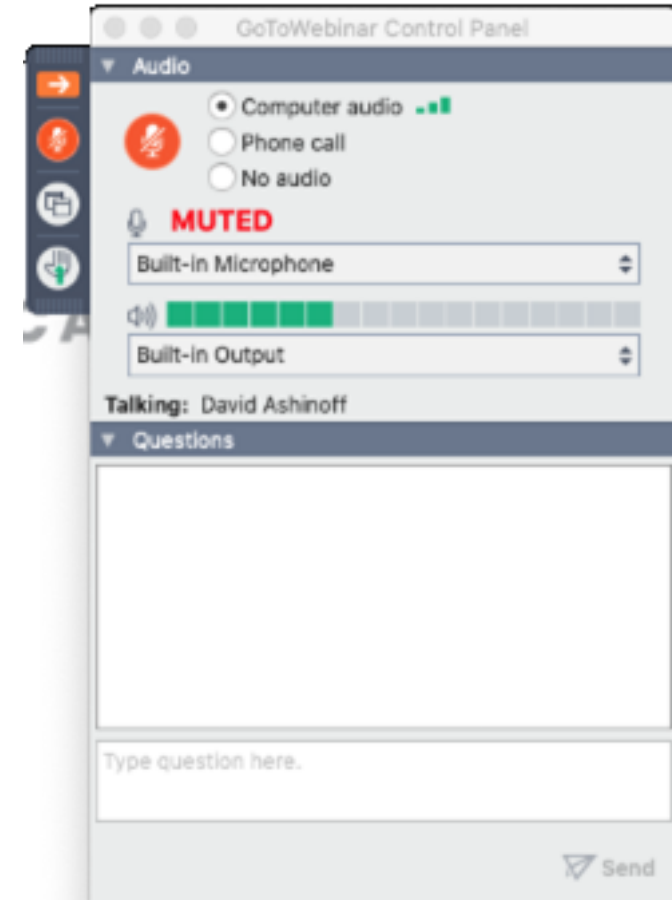 GoToWebinar Control Panel
Audio
Computer audio
Phone call
No audio
MUTED
Built-in Microphone
Built-in Output
Talking: David Ashinoff
Questions
Type question here.
Send